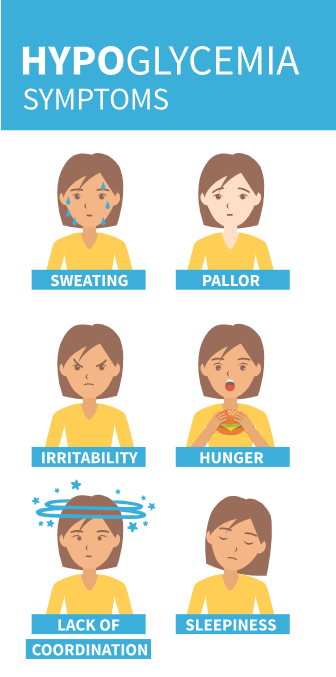 HYPOGLYCEMIA
SYMPTOMS
SWEATING
PALLOR
IRRITABILITY
HUNGER
LACK OF
COORDINATION
SLEEPINESS